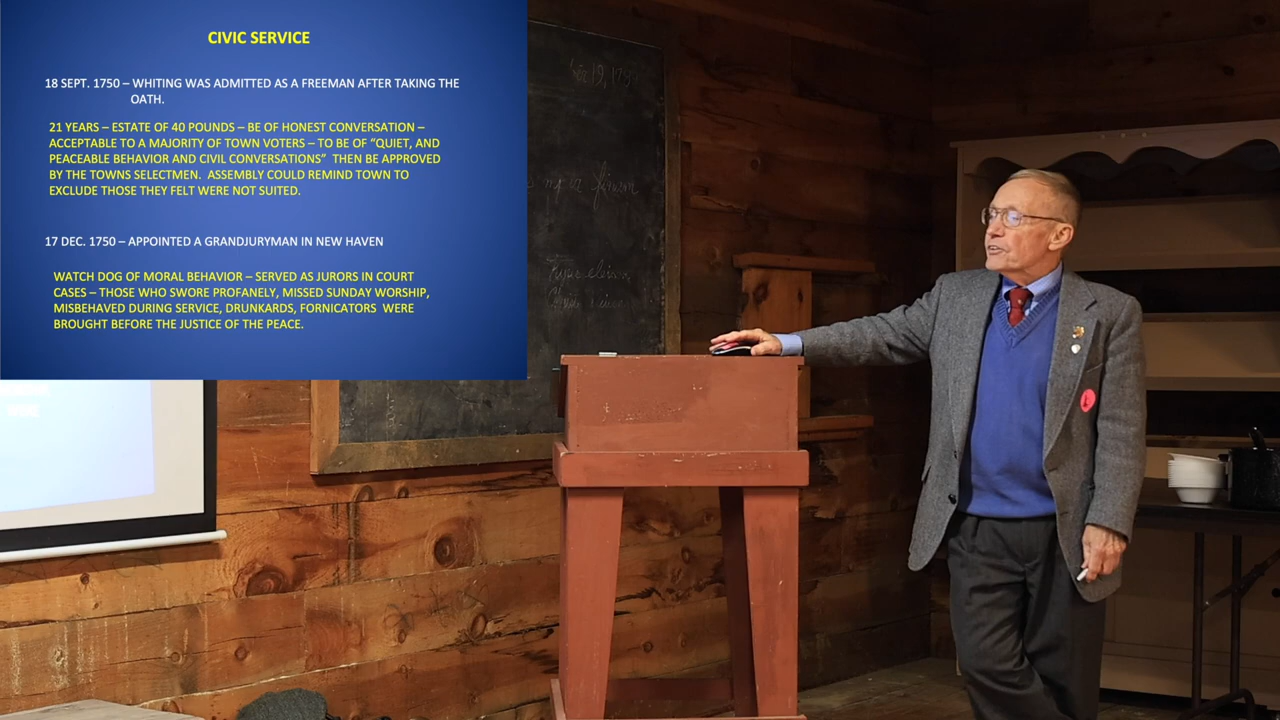 CIVIC SERVICE
18 SEPT. 1750 – WHITING WAS ADMITTED AS A FREEMAN AFTER TAKING THE
OATH.
21 YEARS – ESTATE OF 40 POUNDS – BE OF HONEST CONVERSATION –
ACCEPTABLE TO A MAJORITY OF TOWN VOTERS – TO BE OF “QUIET, AND
PEACEABLE BEHAVIOR AND CIVIL CONVERSATIONS” THEN BE APPROVED
BY THE TOWNS SELECTMEN. ASSEMBLY COULD REMIND TOWN TO
EXCLUDE THOSE THEY FELT WERE NOT SUITED.
17 DEC. 1750 – APPOINTED A GRANDJURYMAN IN NEW HAVEN
WATCH DOG OF MORAL BEHAVIOR – SERVED AS JURORS IN COURT
CASES – THOSE WHO SWORE PROFANELY, MISSED SUNDAY WORSHIP,
MISBEHAVED DURING SERVICE, DRUNKARDS, FORNICATORS WERE
BROUGHT BEFORE THE JUSTICE OF THE PEACE.